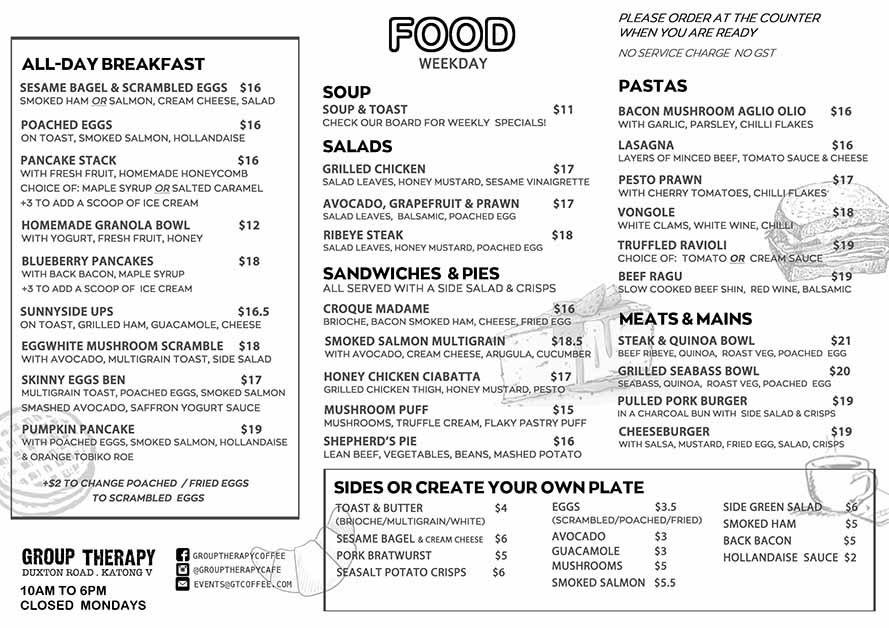 ALL-DAY BREAKFAST
SESAME BAGEL & SCRAMBLED EGGS $16
SMOKED HAM OR SALMON, CREAM CHEESE, SALAD
POACHED EGGS $16
ON TOAST, SMOKED SALMON, HOLLANDAISE
PANCAKE STACK $16
WITH FRESH FRUIT, HOMEMADE HONEYCOMB
CHOICE OF: MAPLE SYRUP OR SALTED CARAMEL
+3 TO ADD A SCOOP OF ICE CREAM
HOMEMADE GRANOLA BOWL $12
WITH YOGURT, FRESH FRUIT, HONEY
BLUEBERRY PANCAKES $18
WITH BACK BACON, MAPLE SYRUP
+3 TO ADD A SCOOP OF ICE CREAM
SUNNYSIDE UPS $16.5
ON TOAST, GRILLED HAM, GUACAMOLE, CHEESE
EGGWHITE MUSHROOM SCRAMBLE $18
WITH AVOCADO, MULTIGRAIN TOAST, SIDE SALAD
SKINNY EGGS BEN $17
MULTIGRAIN TOAST, POACHED EGGS, SMOKED SALMON
SMASHED AVOCADO, SAFFRON YOGURT SAUCE
PUMPKIN PANCAKE $19
WITH POACHED EGGS, SMOKED SALMON, HOLLANDAISE
& ORANGE TOBIKO ROE
+$2 TO CHANGE POACHED / FRIED EGGS
TO SCRAMBLED EGGS
GROUP THERAPY
DUXTON ROAD . KATONG V
10AM TO 6PM
CLOSED MONDAYS
GROUPTHERAPYCOFFEE
@GROUPTHERAPYCAFE
EVENTS@GTCOFFEE.COM
FOOD
WEEKDAY
SOUP
SOUP & TOAST $11
CHECK OUR BOARD FOR WEEKLY SPECIALS!
SALADS
GRILLED CHICKEN $17
SALAD LEAVES, HONEY MUSTARD, SESAME VINAIGRETTE
AVOCADO, GRAPEFRUIT & PRAWN $17
SALAD LEAVES, BALSAMIC, POACHED EGG
RIBEYE STEAK $18
SALAD LEAVES, HONEY MUSTARD, POACHED EGG
SANDWICHES & PIES
ALL SERVED WITH A SIDE SALAD & CRISPS
CROQUE MADAME $16
BRIOCHE, BACON SMOKED HAM, CHEESE, FRIED EGG
SMOKED SALMON MULTIGRAIN $18.5
WITH AVOCADO, CREAM CHEESE, ARUGULA, CUCUMBER
HONEY CHICKEN CIABATTA $17
GRILLED CHICKEN THIGH, HONEY MUSTARD, PESTO
MUSHROOM PUFF $15
MUSHROOMS, TRUFFLE CREAM, FLAKY PASTRY PUFF
SHEPHERD'S PIE $16
LEAN BEEF, VEGETABLES, BEANS, MASHED POTATO
PLEASE ORDER AT THE COUNTER
WHEN YOU ARE READY
NO SERVICE CHARGE NO GST
PASTAS
BACON MUSHROOM AGLIO OLIO $16
WITH GARLIC, PARSLEY, CHILLI FLAKES
LASAGNA $16
LAYERS OF MINCED BEEF, TOMATO SAUCE & CHEESE
PESTO PRAWN $17
WITH CHERRY TOMATOES, CHILLI FLAKES
VONGOLE $18
WHITE CLAMS, WHITE WINE, CHILLI
TRUFFLED RAVIOLI $19
CHOICE OF: TOMATO OR CREAM SAUCE
BEEF RAGU $19
SLOW COOKED BEEF SHIN, RED WINE, BALSAMIC
MEATS & MAINS
STEAK & QUINOA BOWL $21
BEEF RIBEYE, QUINOA, ROAST VEG, POACHED EGG
GRILLED SEABASS BOWL $20
SEABASS, QUINOA, ROAST VEG, POACHED EGG
PULLED PORK BURGER $19
IN A CHARCOAL BUN WITH SIDE SALAD & CRISPS
CHEESEBURGER $19
WITH SALSA, MUSTARD, FRIED EGG, SALAD, CRISPS
SIDES OR CREATE YOUR OWN PLATE
TOAST & BUTTER $4
(BRIOCHE/MULTIGRAIN/WHITE)
SESAME BAGEL & CREAM CHEESE $6
PORK BRATWURST $5
SEASALT POTATO CRISPS $6
EGGS $3.5
(SCRAMBLED/POACHED/FRIED)
AVOCADO $3
GUACAMOLE $3
MUSHROOMS $5
SMOKED SALMON $5.5
SIDE GREEN SALAD $6
SMOKED HAM $5
BACK BACON $5
HOLLANDAISE SAUCE $2